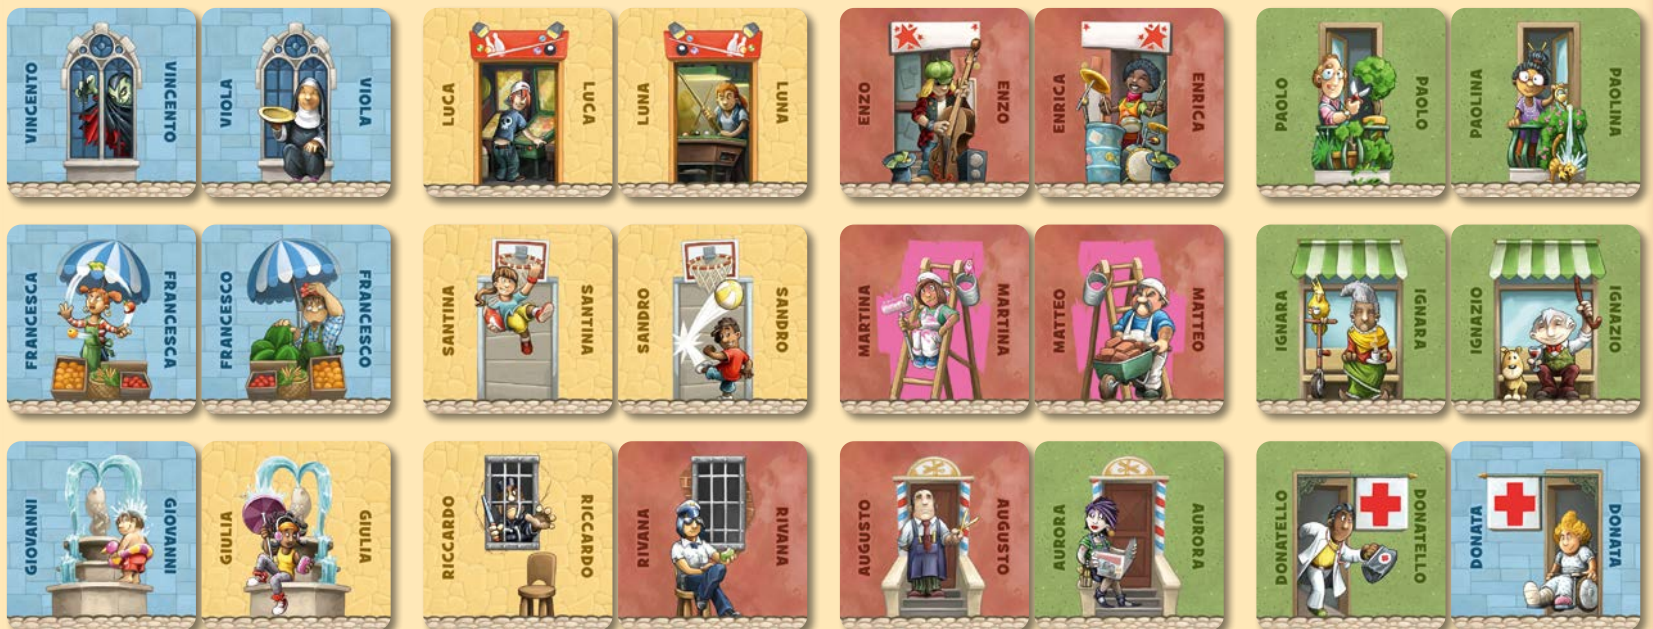 VINCENTO VINCENTO
VIOLA VIOLA
LUCA LUCA
LUNA LUNA
ENZO ENZO
ENRICA ENRICA
PAOLO PAOLO
PAOLINA PAOLINA
FRANCESCA FRANCESCA
FRANCESCO FRANCESCO
SANTINA SANTINA
SANDRO SANDRO
MARTINA MARTINA
MATTEO MATTEO
IGNARA IGNARA
IGNAZIO IGNAZIO
GIOVANNI GIOVANNI
GIULIA GIULIA
RICCARDO RICCARDO
RIVANA RIVANA
AUGUSTO AUGUSTO
AURORA AURORA
DONATELLO DONATELLO
DONATA DONATA